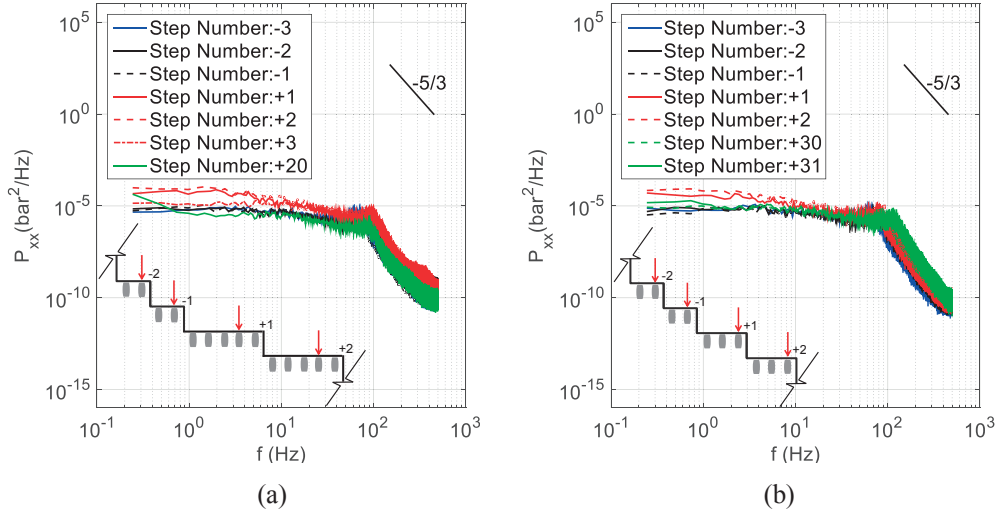 10^5
10^0
10^-5
10^-10
10^-15
P_xx(bar^2/Hz)
Step Number:-3
Step Number:-2
Step Number:-1
Step Number:+1
Step Number:+2
Step Number:+3
Step Number:+20
-5/3
-2
-1
+1
+2
10^-1
10^0
10^1
10^2
10^3
f (Hz)
(a)
10^5
10^0
10^-5
10^-10
10^-15
P_xx(bar^2/Hz)
Step Number:-3
Step Number:-2
Step Number:-1
Step Number:+1
Step Number:+2
Step Number:+30
Step Number:+31
-5/3
-2
-1
+1
+2
10^-1
10^0
10^1
10^2
10^3
f (Hz)
(b)